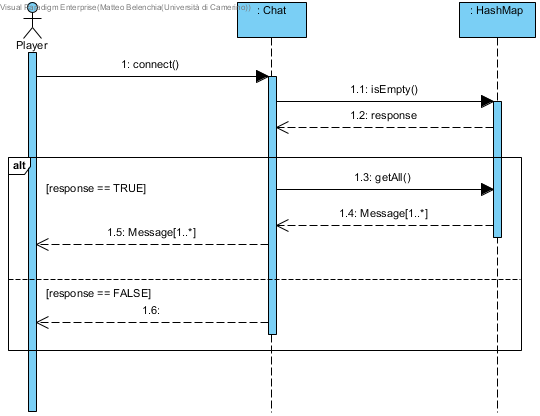 Visual Paradigm Enterprise(Matteo Belenchia(Università di Camerino))
: Chat
: HashMap
Player
1: connect()
1.1: isEmpty()
1.2: response
alt
1.3: getAll()
[response == TRUE]
1.4: Message[1..*]
1.5: Message[1..*]
[response == FALSE]
1.6: